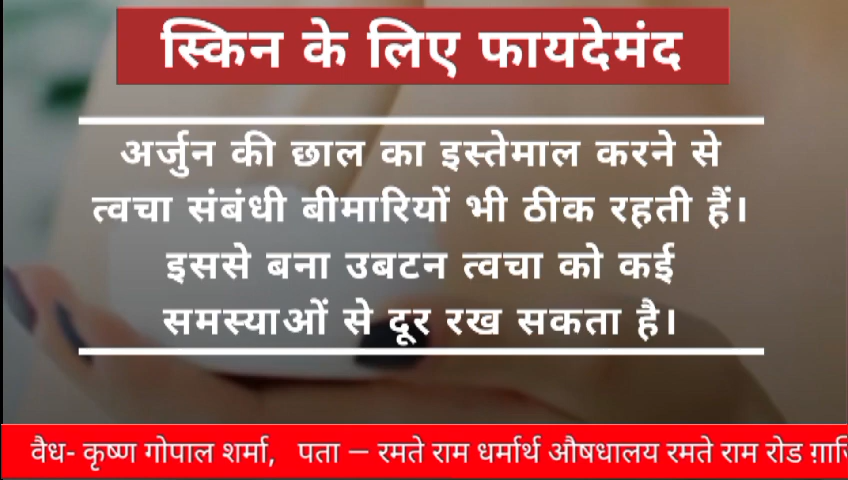 स्किन के लिए फायदेमंद
अर्जुन की छाल का इस्तेमाल करने से
त्वचा संबंधी बीमारियों भी ठीक रहती हैं।
इससे बना उबटन त्वचा को कई
समस्याओं से दूर रख सकता है।
वैध- कृष्ण गोपाल शर्मा, पता – रमते राम धर्मार्थ औषधालय रमते राम रोड